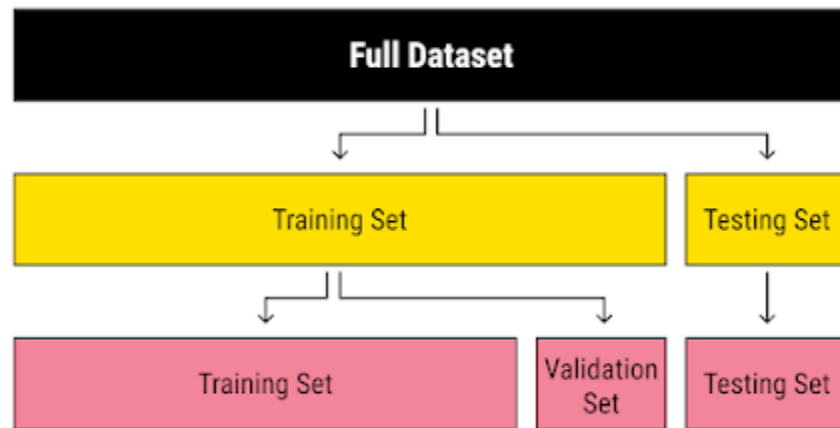 Full Dataset
Training Set
Testing Set
Training Set
Validation
Set
Testing Set